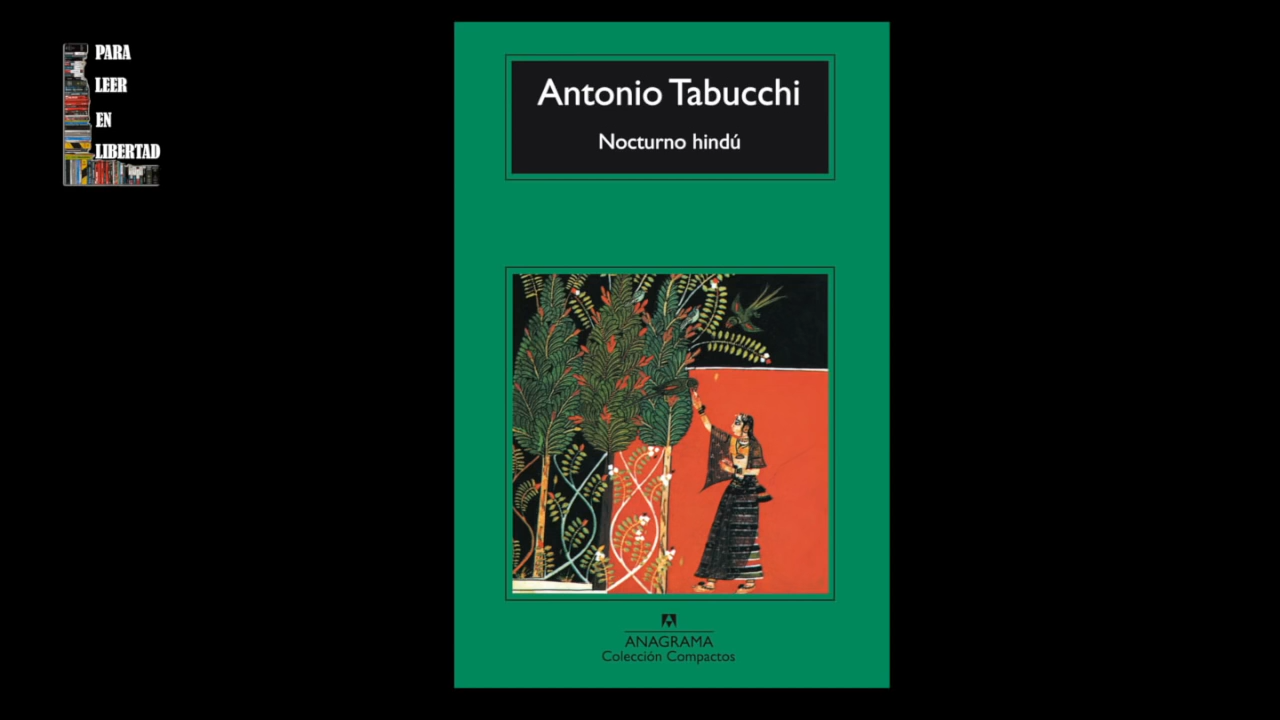 PARA
LEER
EN
LIBERTAD
Antonio Tabucchi
Nocturno hindú
ANAGRAMA
Colección Compactos